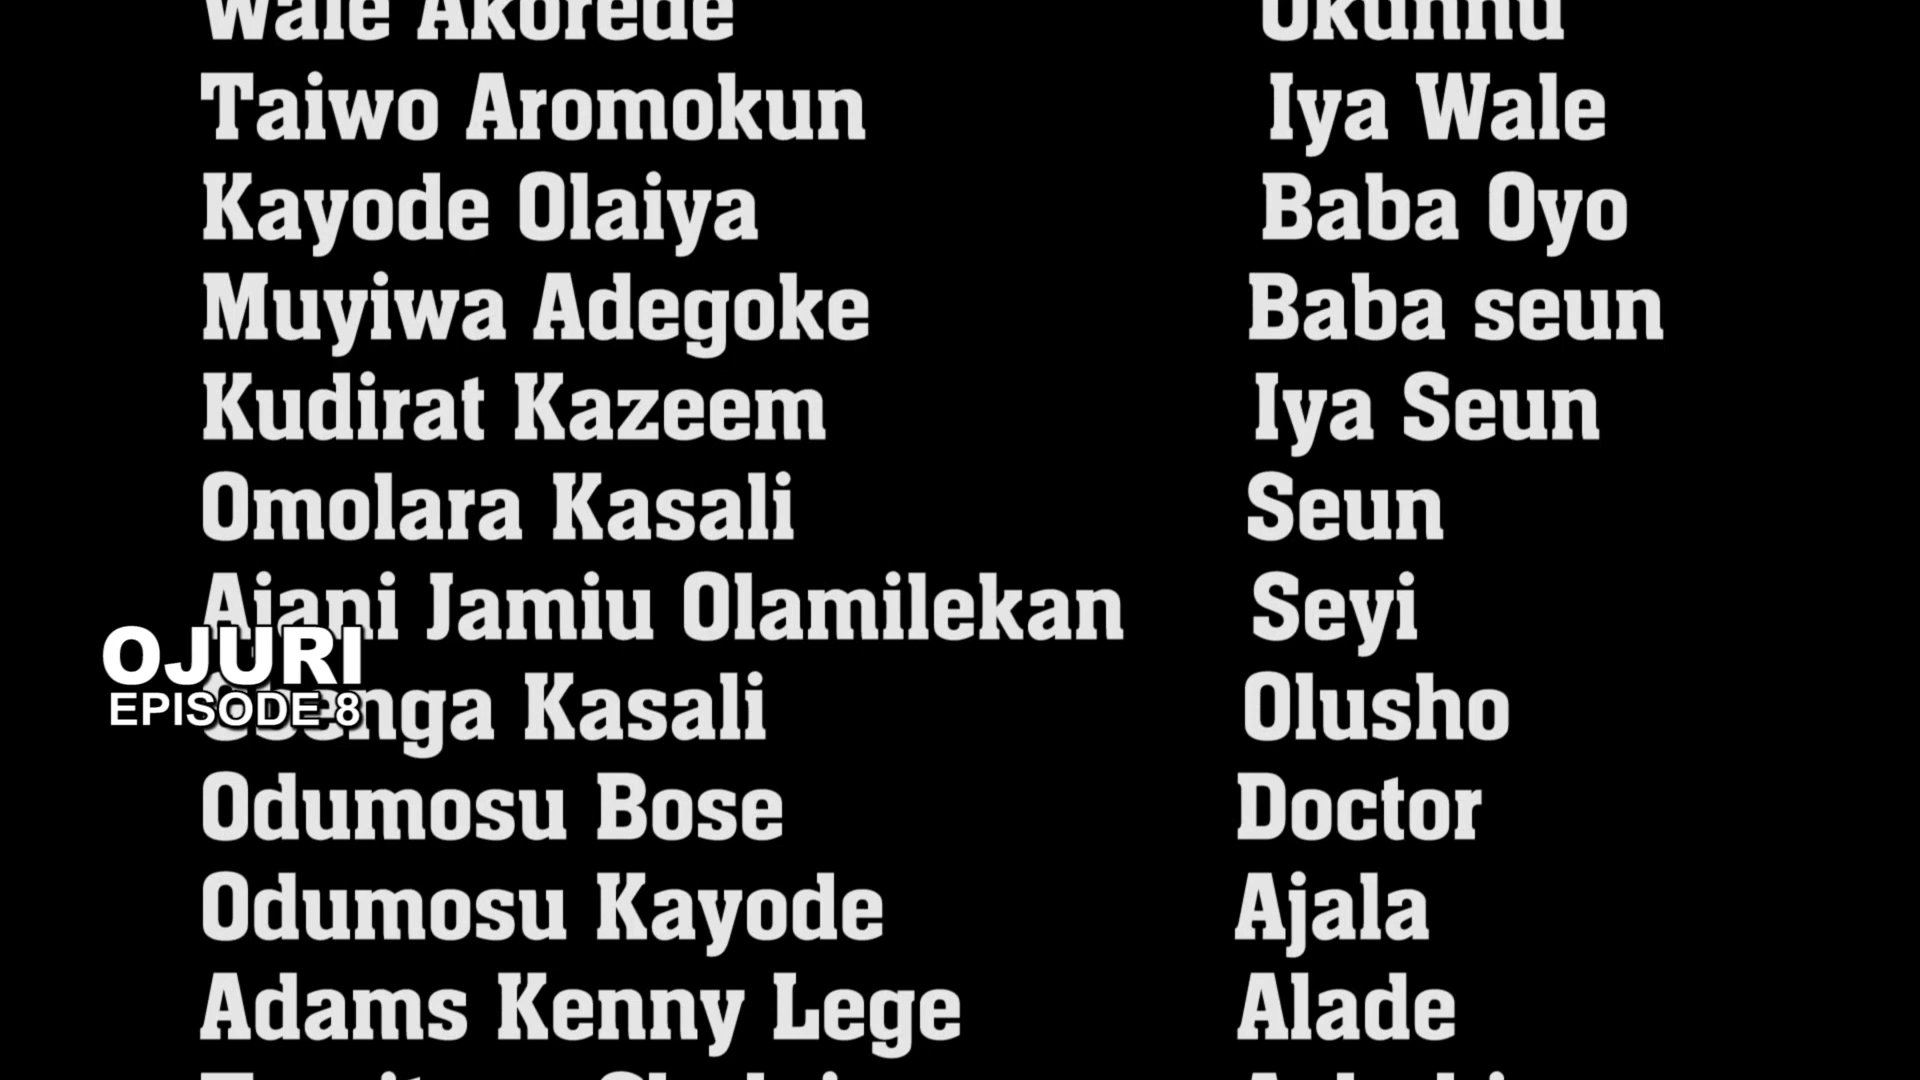 Wale Akorede Okunnu
Taiwo Aromokun Iya Wale
Kayode Olaiya Baba Oyo
Muyiwa Adegoke Baba seun
Kudirat Kazeem Iya Seun
Omolara Kasali Seun
Ajani Jamiu Olamilekan Seyi
OJURI
EPISODE 8
Gbenga Kasali Olusho
Odumosu Bose Doctor
Odumosu Kayode Ajala
Adams Kenny Lege Alade